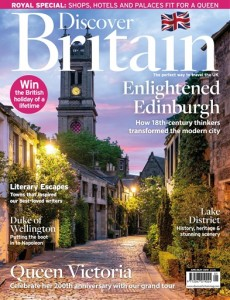 ROYAL SPECIAL: SHOPS, HOTELS AND PALACES FIT FOR A QUEEN
Discover
Britain
The perfect way to travel the UK
Win
the British
holiday of a
lifetime
Enlightened
Edinburgh
How 18th-century thinkers
transformed the modern city
Literary Escapes
Towns that inspired
our best-loved writers
Duke of
Wellington
Putting the boot
in to Napoleon
Lake
District
History, heritage &
stunning scenery
Queen Victoria
Celebrate her 200th anniversary with our grand tour